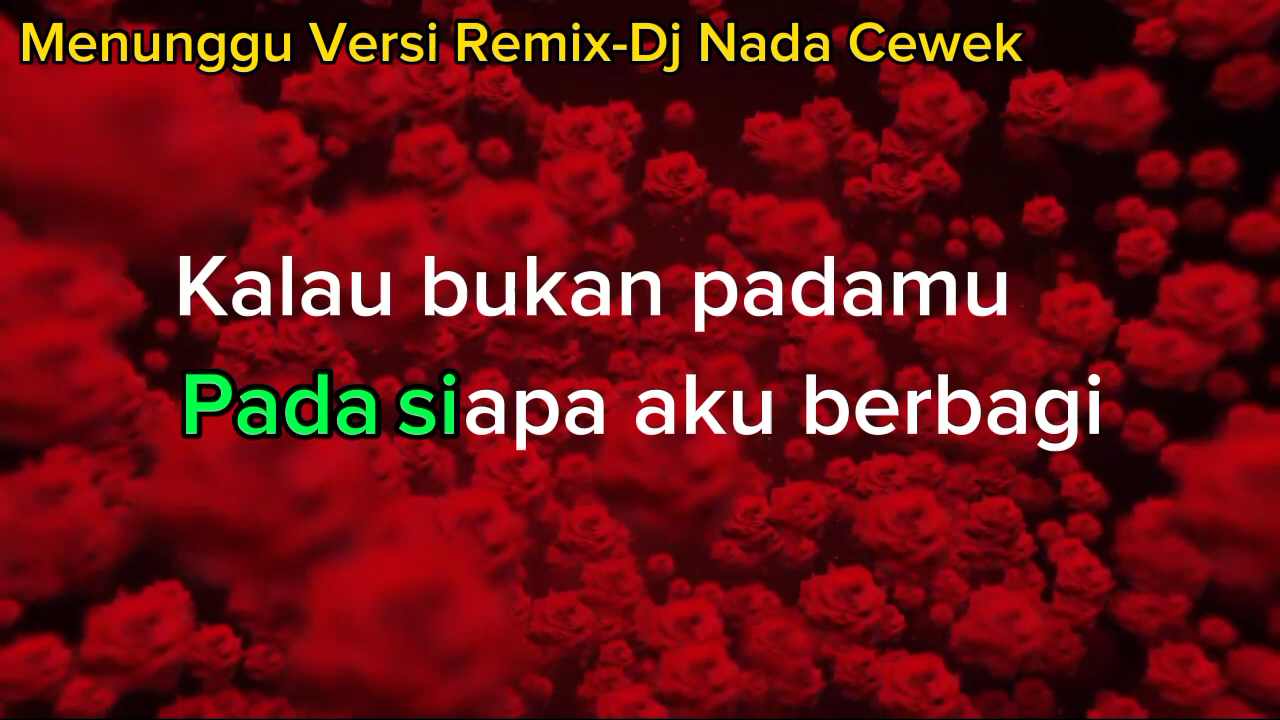 Menunggu Versi Remix-Dj Nada Cewek
Kalau bukan padamu
Pada siapa aku berbagi